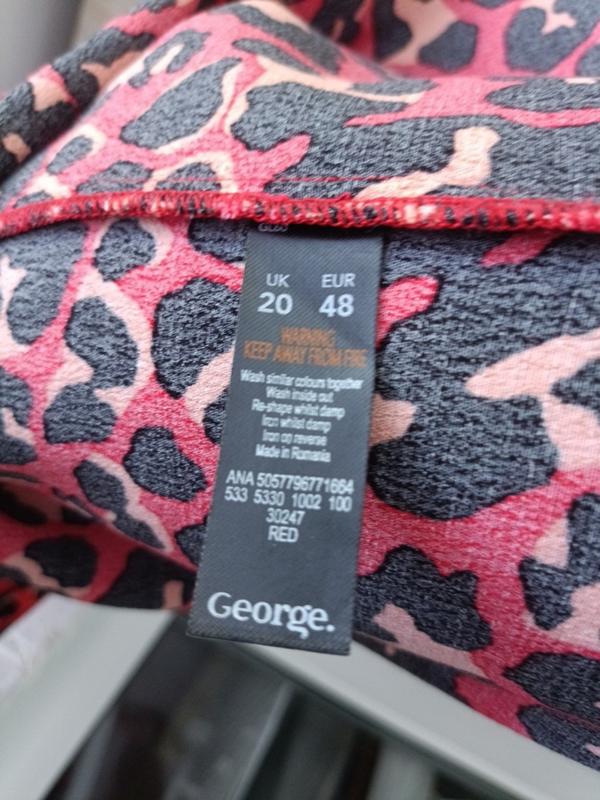 UK EUR
20 48
WARNING
KEEP AWAY FROM FIRE
Wash similar colours together
Wash inside out
Re-shape whilst damp
Iron whilst damp
Iron on reverse
Made in Romania
ANA 5057796771664
533 5330 1002 100
30247
RED
George.